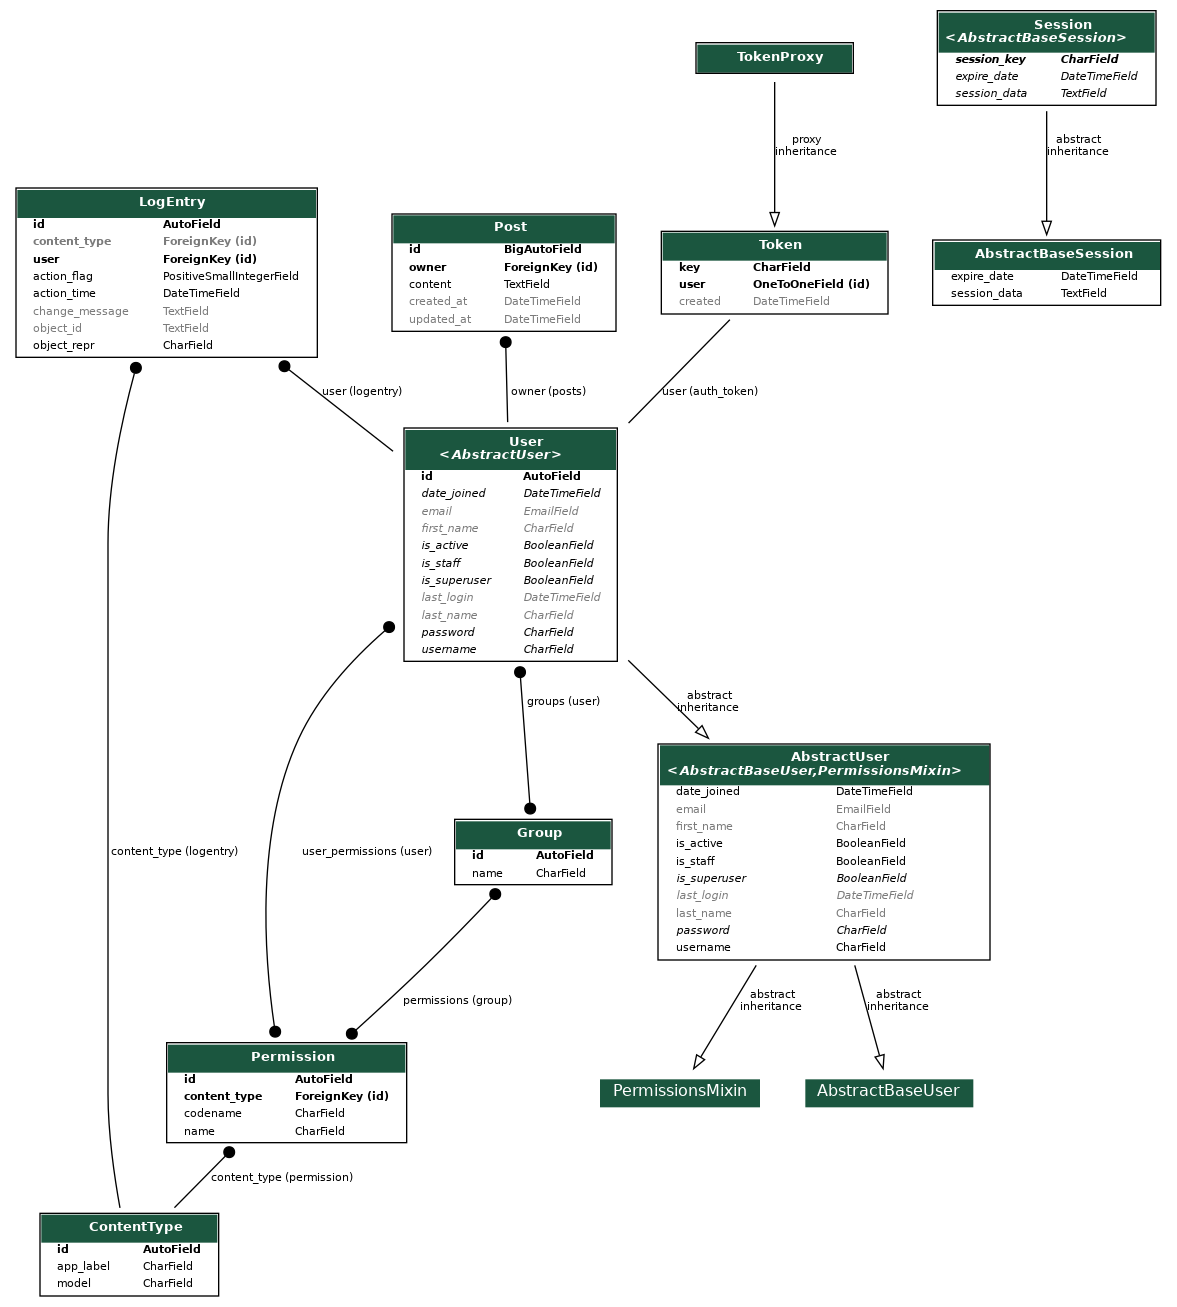 Session
<AbstractBaseSession>
session_key CharField
expire_date DateTimeField
session_data TextField
TokenProxy
proxy
inheritance
abstract
inheritance
LogEntry
id AutoField
content_type ForeignKey (id)
user ForeignKey (id)
action_flag PositiveSmallIntegerField
action_time DateTimeField
change_message TextField
object_id TextField
object_repr CharField
Post
id BigAutoField
owner ForeignKey (id)
content TextField
created_at DateTimeField
updated_at DateTimeField
Token
key CharField
user OneToOneField (id)
created DateTimeField
AbstractBaseSession
expire_date DateTimeField
session_data TextField
user (logentry)
owner (posts)
user (auth_token)
User
<AbstractUser>
id AutoField
date_joined DateTimeField
email EmailField
first_name CharField
is_active BooleanField
is_staff BooleanField
is_superuser BooleanField
last_login DateTimeField
last_name CharField
password CharField
username CharField
groups (user)
abstract
inheritance
AbstractUser
<AbstractBaseUser,PermissionsMixin>
date_joined DateTimeField
email EmailField
first_name CharField
is_active BooleanField
is_staff BooleanField
is_superuser BooleanField
last_login DateTimeField
last_name CharField
password CharField
username CharField
content_type (logentry)
user_permissions (user)
Group
id AutoField
name CharField
permissions (group)
abstract
inheritance
abstract
inheritance
Permission
id AutoField
content_type ForeignKey (id)
codename CharField
name CharField
PermissionsMixin
AbstractBaseUser
content_type (permission)
ContentType
id AutoField
app_label CharField
model CharField